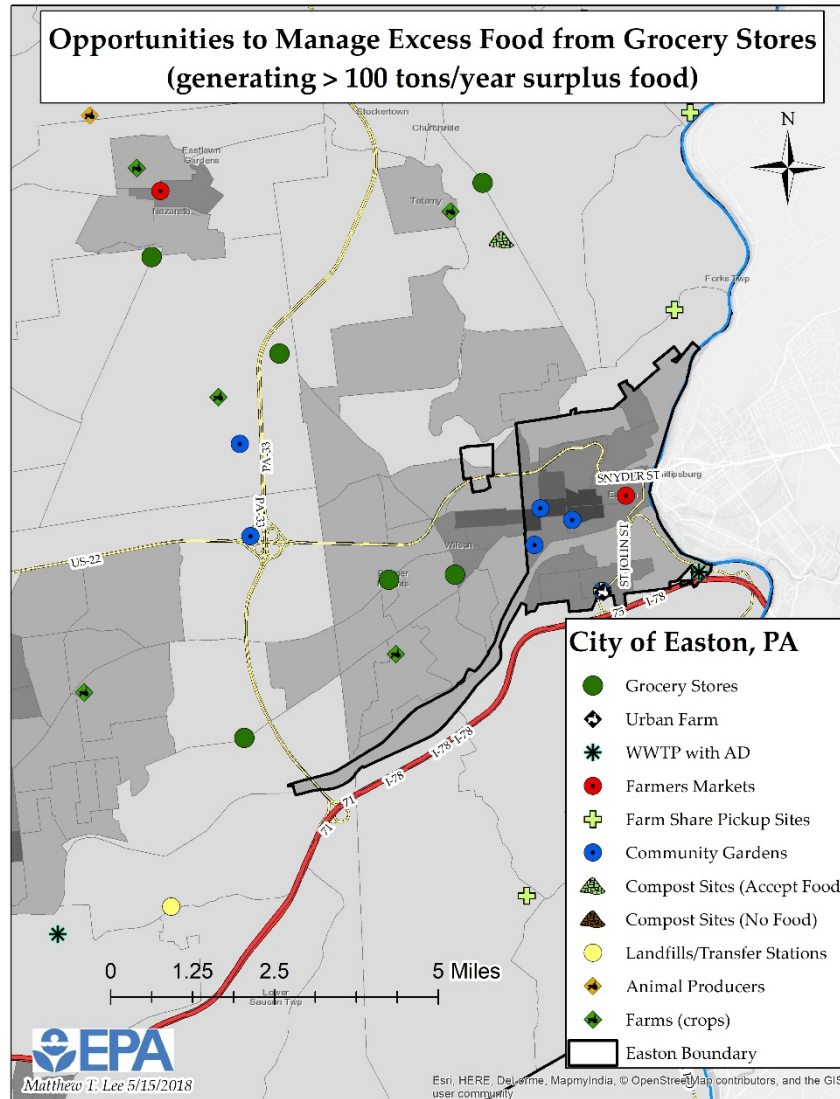 Opportunities to Manage Excess Food from Grocery Stores
(generating > 100 tons/year surplus food)
Stockertown
Churchville
N
Eastlawn
Gardens
Tatamy
Nazareth
Forks Twp
PA-33
SNYDER ST
PA-33
US-22
Wilson
ST JOHN ST
75
I-78
City of Easton, PA
Grocery Stores
Urban Farm
WWTP with AD
Farmers Markets
Farm Share Pickup Sites
Community Gardens
Compost Sites (Accept Food
Compost Sites (No Food)
Landfills/Transfer Stations
Animal Producers
Farms (crops)
Easton Boundary
I-78
I-78
I-78
71
71
0 1.25 2.5 5 Miles
Lower
Saucon Twp
EPA
Matthew T. Lee 5/15/2018
Esri, HERE, DeLorme, MapmyIndia, © OpenStreetMap contributors, and the GIS
user community